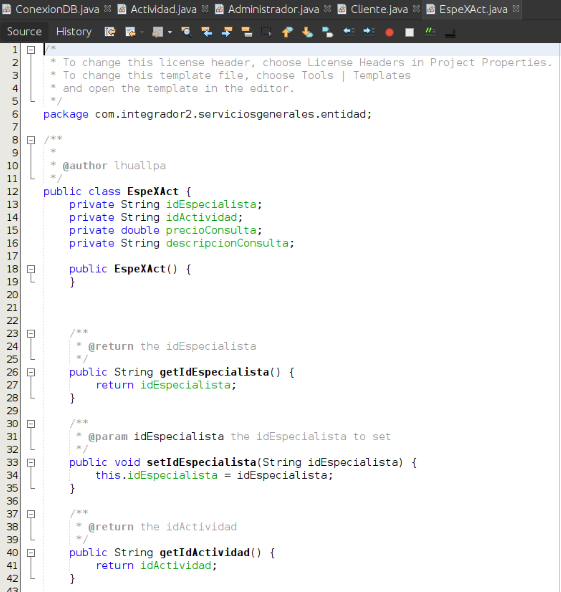 ConexionDB.java Actividad.java Administrador.java Cliente.java EspeXAct.java
Source History
1 /*
2 * To change this license header, choose License Headers in Project Properties.
3 * To change this template file, choose Tools | Templates
4 * and open the template in the editor.
5 */
6 package com.integrador2.serviciosgenerales.entidad;
7
8 /**
9 *
10 * @author lhuallpa
11 */
12 public class EspeXAct {
13 private String idEspecialista;
14 private String idActividad;
15 private double precioConsulta;
16 private String descripcionConsulta;
17
18 public EspeXAct() {
19 }
20
21
22
23 /**
24 * @return the idEspecialista
25 */
26 public String getIdEspecialista() {
27 return idEspecialista;
28 }
29
30 /**
31 * @param idEspecialista the idEspecialista to set
32 */
33 public void setIdEspecialista(String idEspecialista) {
34 this.idEspecialista = idEspecialista;
35 }
36
37 /**
38 * @return the idActividad
39 */
40 public String getIdActividad() {
41 return idActividad;
42 }
43